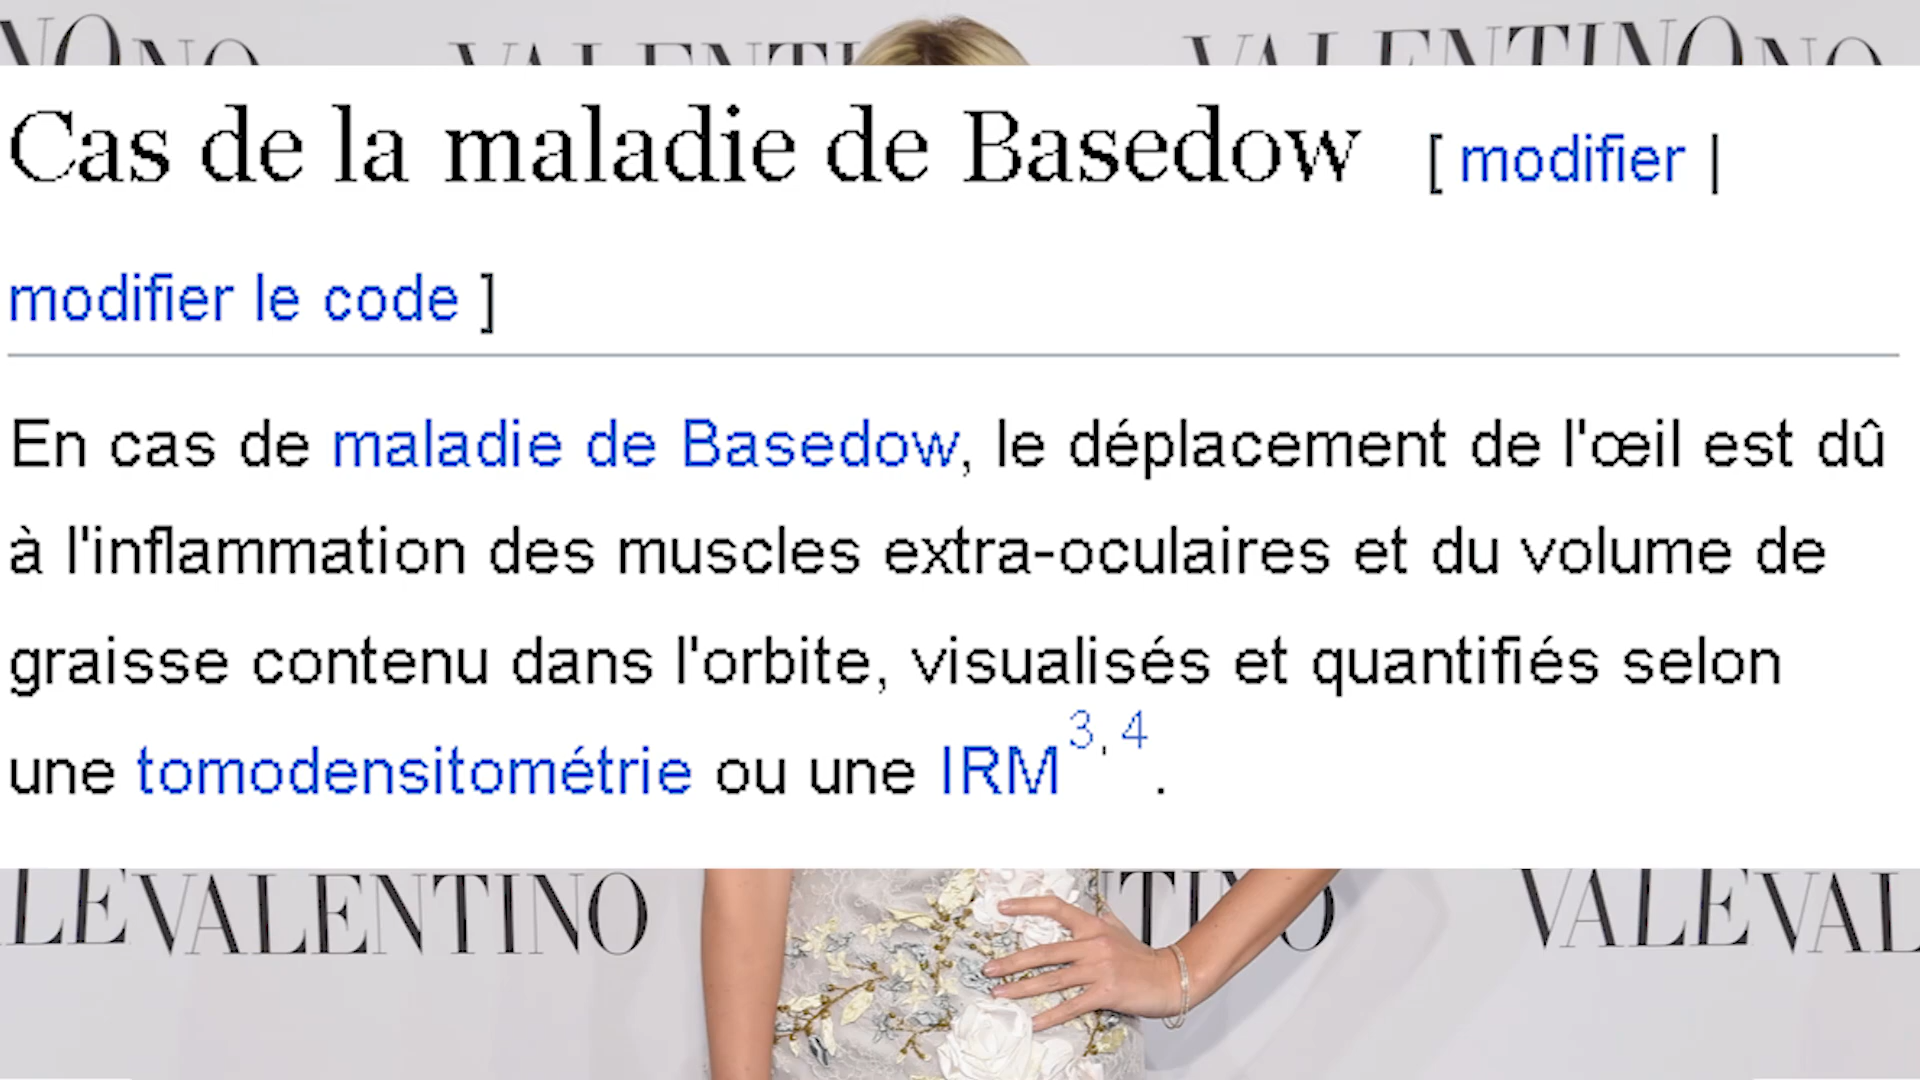 VALENTINO
Cas de la maladie de Basedow [ modifier |
modifier le code ]
En cas de maladie de Basedow, le déplacement de l'œil est dû
à l'inflammation des muscles extra-oculaires et du volume de
graisse contenu dans l'orbite, visualisés et quantifiés selon
une tomodensitométrie ou une IRM3, 4.
VALENTINO